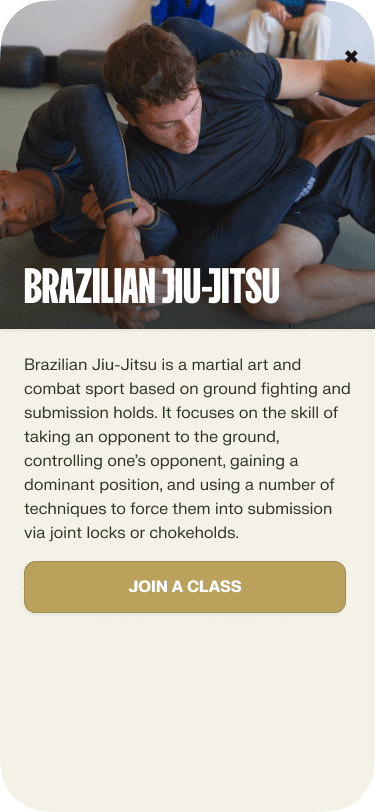 BRAZILIAN JIU-JITSU
Brazilian Jiu-Jitsu is a martial art and
combat sport based on ground fighting and
submission holds. It focuses on the skill of
taking an opponent to the ground,
controlling one’s opponent, gaining a
dominant position, and using a number of
techniques to force them into submission
via joint locks or chokeholds.
JOIN A CLASS